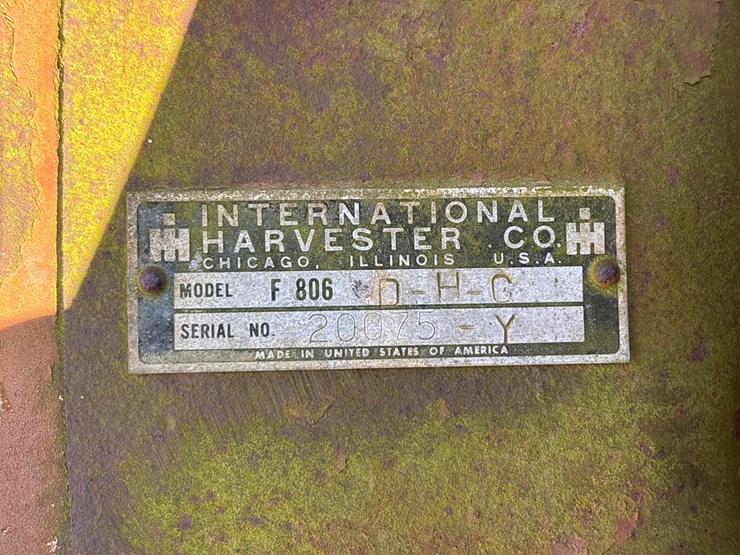 INTERNATIONAL
HARVESTER CO.
CHICAGO, ILLINOIS U.S.A.
MODEL F 806 D-H-C
SERIAL NO. 20075-Y
MADE IN UNITED STATES OF AMERICA